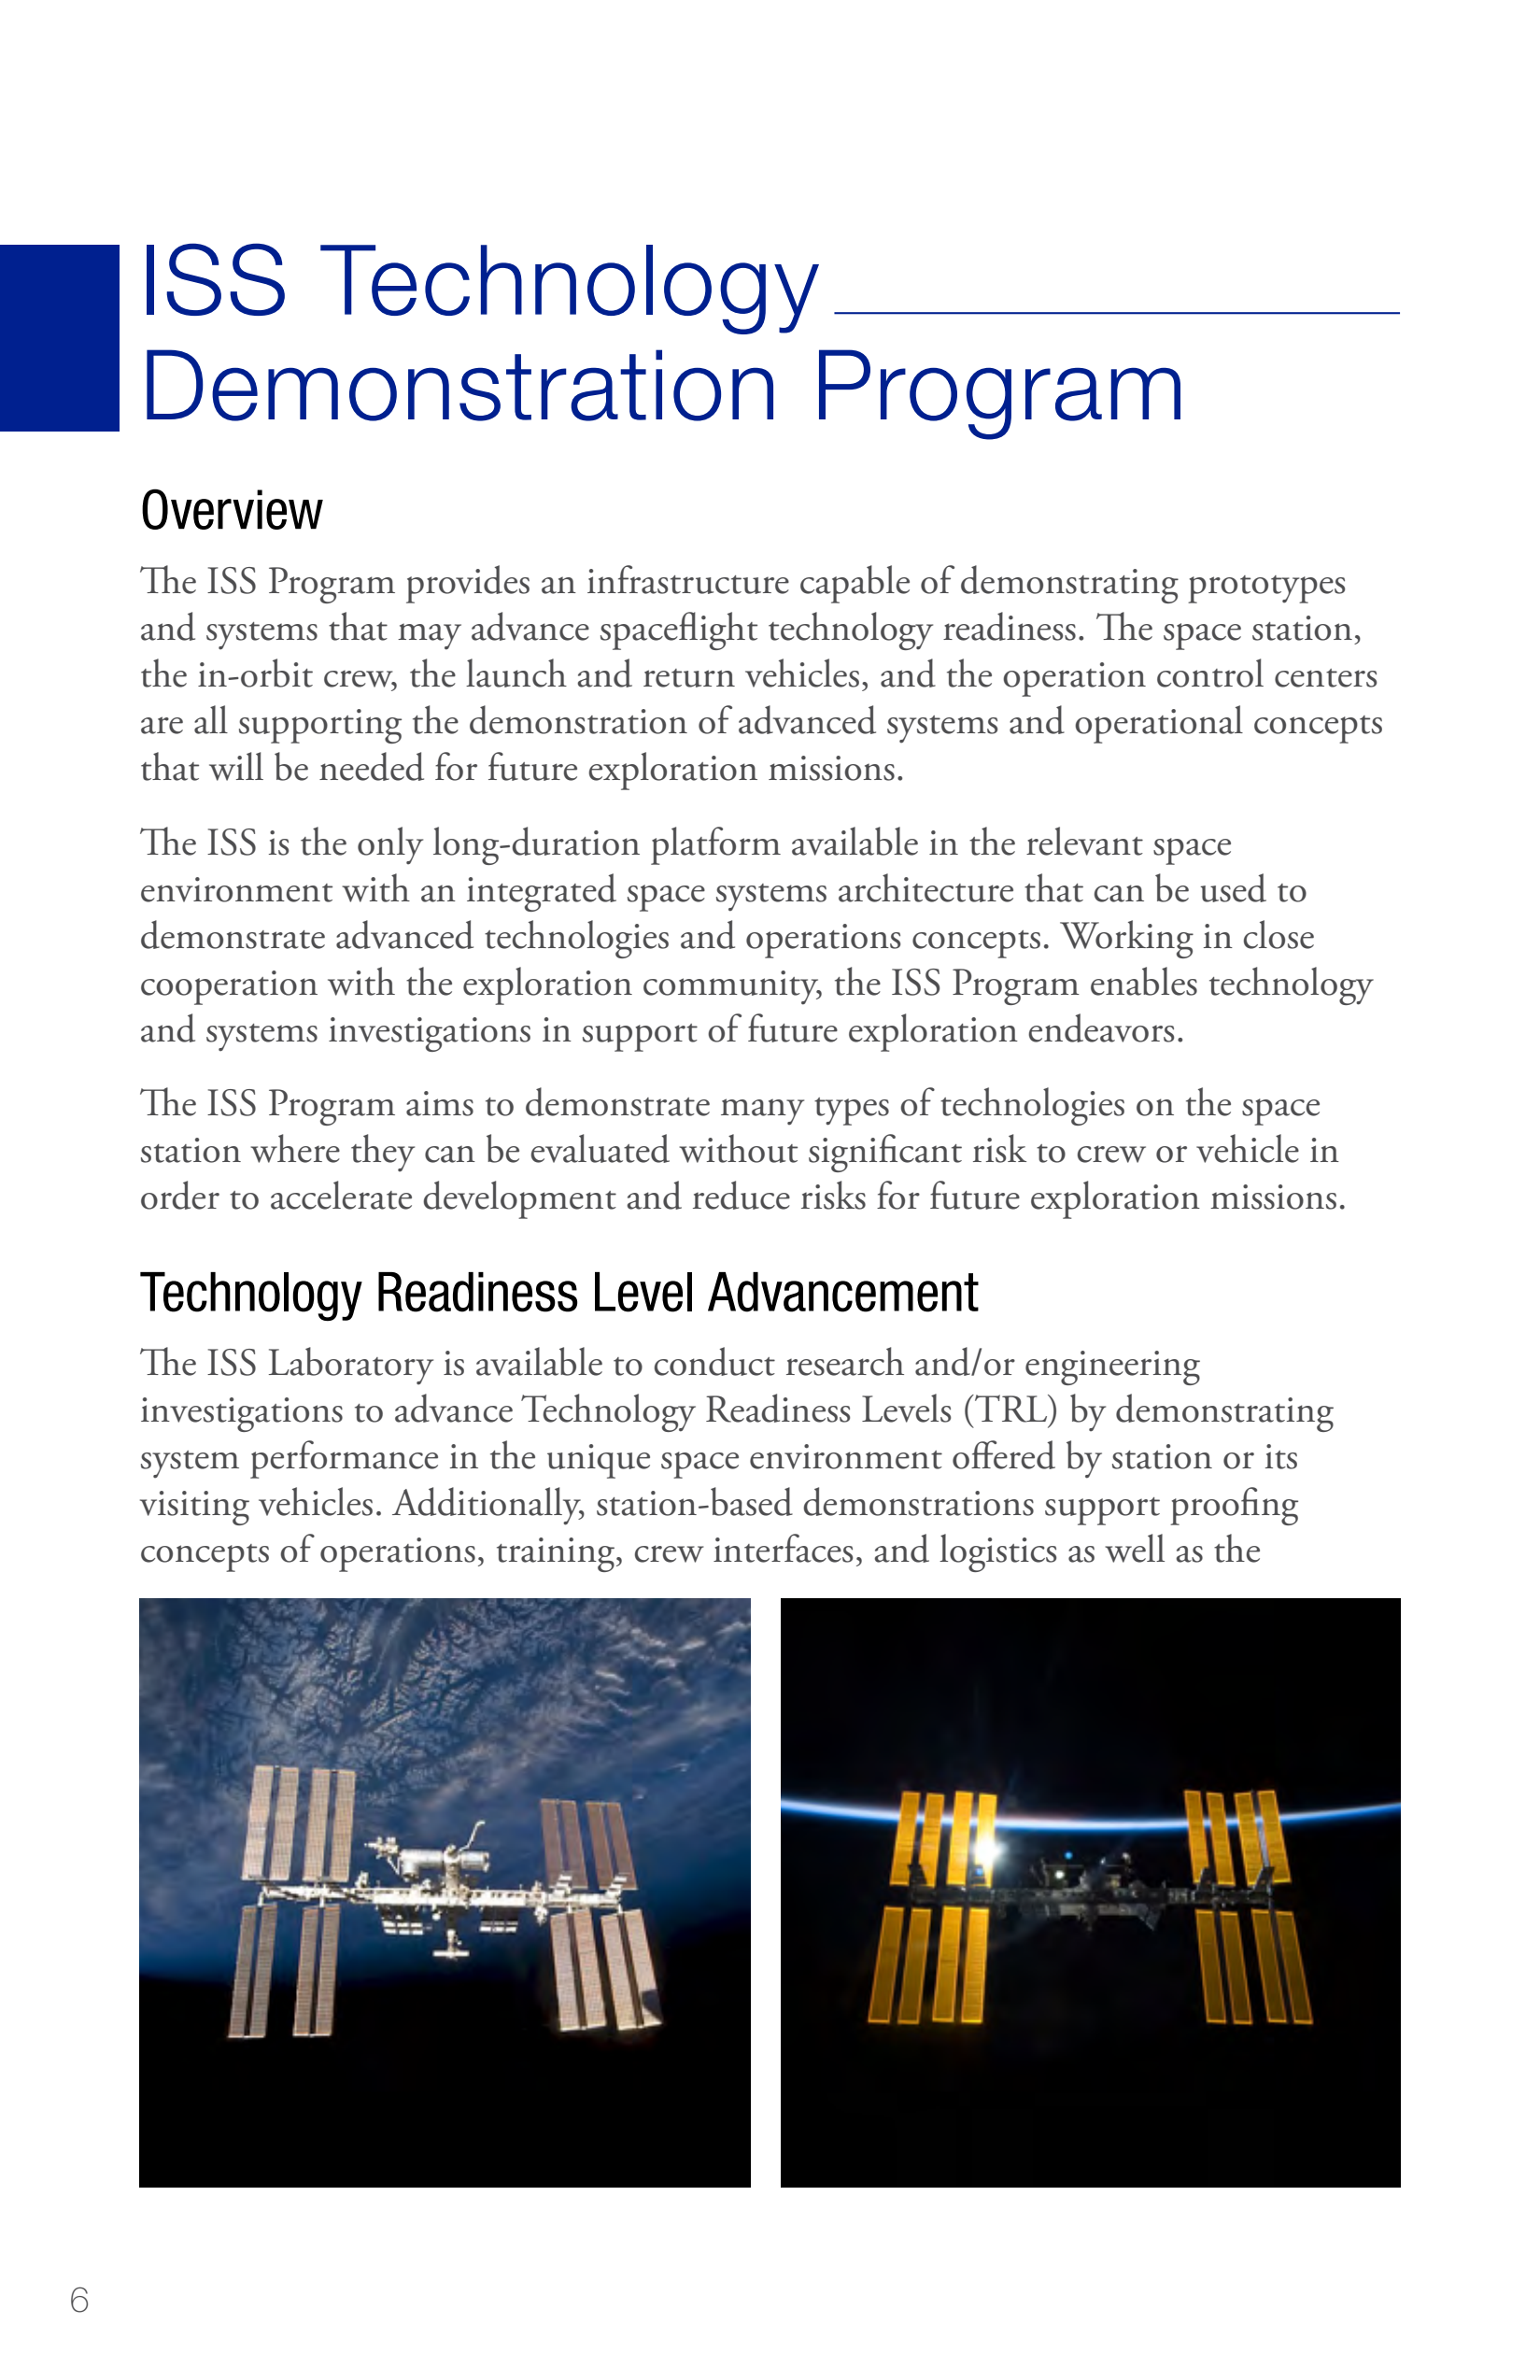 ISS Technology
Demonstration Program
Overview
The ISS Program provides an infrastructure capable of demonstrating prototypes
and systems that may advance spaceflight technology readiness. The space station,
the in-orbit crew, the launch and return vehicles, and the operation control centers
are all supporting the demonstration of advanced systems and operational concepts
that will be needed for future exploration missions.
The ISS is the only long-duration platform available in the relevant space
environment with an integrated space systems architecture that can be used to
demonstrate advanced technologies and operations concepts. Working in close
cooperation with the exploration community, the ISS Program enables technology
and systems investigations in support of future exploration endeavors.
The ISS Program aims to demonstrate many types of technologies on the space
station where they can be evaluated without significant risk to crew or vehicle in
order to accelerate development and reduce risks for future exploration missions.
Technology Readiness Level Advancement
The ISS Laboratory is available to conduct research and/or engineering
investigations to advance Technology Readiness Levels (TRL) by demonstrating
system performance in the unique space environment offered by station or its
visiting vehicles. Additionally, station-based demonstrations support proofing
concepts of operations, training, crew interfaces, and logistics as well as the
6